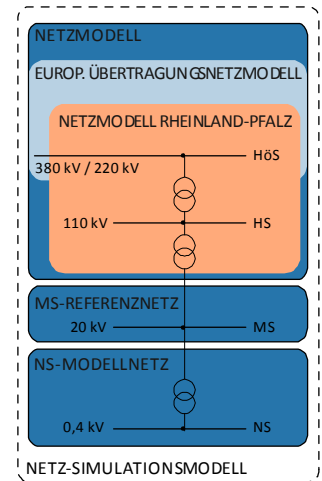 NETZMODELL
EUROP. ÜBERTRAGUNGSNETZMODELL
NETZMODELL RHEINLAND-PFALZ
HöS
380 kV / 220 kV
110 kV HS
MS-REFERENZNETZ
20 kV MS
NS-MODELLNETZ
0,4 kV NS
NETZ-SIMULATIONSMODELL